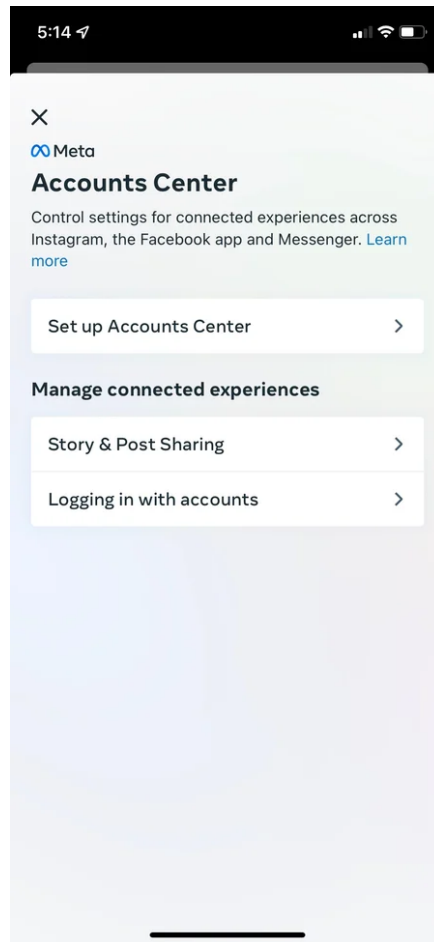 5:14
Meta
Accounts Center
Control settings for connected experiences across
Instagram, the Facebook app and Messenger. Learn
more
Set up Accounts Center
Manage connected experiences
Story & Post Sharing
Logging in with accounts